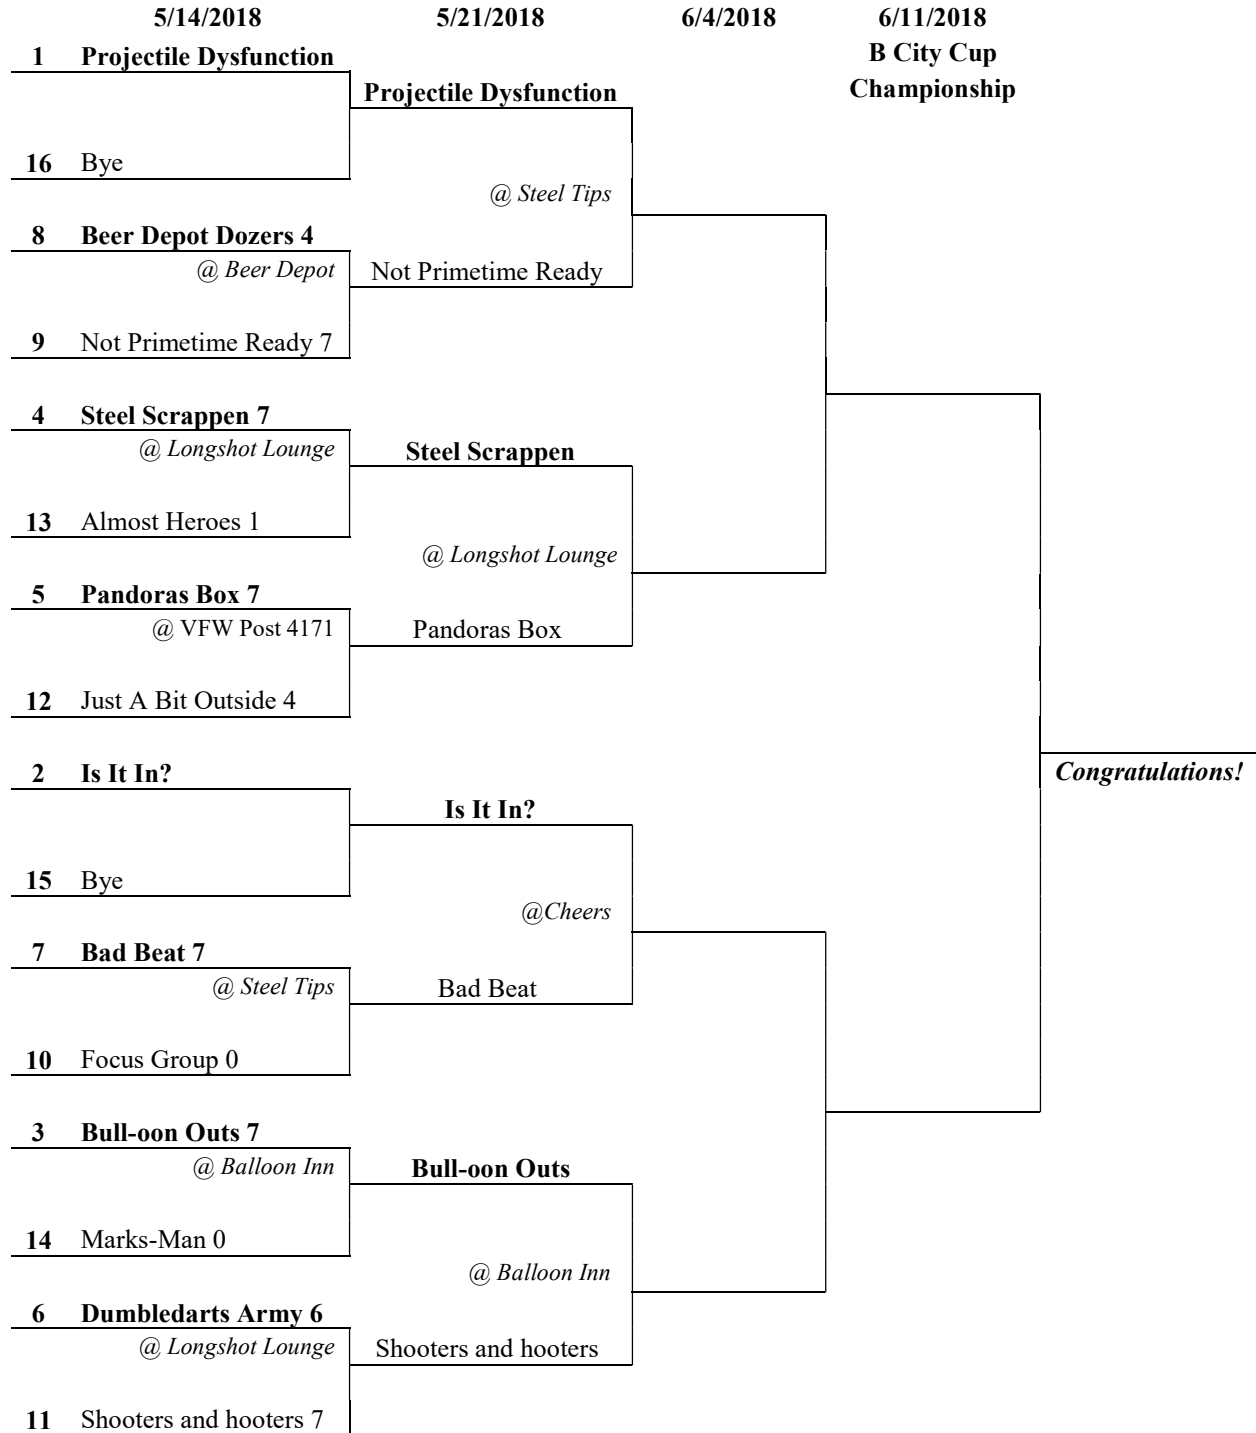 5/14/2018 5/21/2018 6/4/2018 6/11/2018
1 Projectile Dysfunction
B City Cup
Championship
Projectile Dysfunction
16 Bye
@ Steel Tips
8 Beer Depot Dozers 4
@ Beer Depot
Not Primetime Ready
9 Not Primetime Ready 7
4 Steel Scrappen 7
@ Longshot Lounge
Steel Scrappen
13 Almost Heroes 1
@ Longshot Lounge
5 Pandoras Box 7
@ VFW Post 4171
Pandoras Box
12 Just A Bit Outside 4
2 Is It In?
Congratulations!
Is It In?
15 Bye
@Cheers
7 Bad Beat 7
@ Steel Tips
Bad Beat
10 Focus Group 0
3 Bull-oon Outs 7
@ Balloon Inn
Bull-oon Outs
14 Marks-Man 0
@ Balloon Inn
6 Dumbledarts Army 6
@ Longshot Lounge
Shooters and hooters
11 Shooters and hooters 7